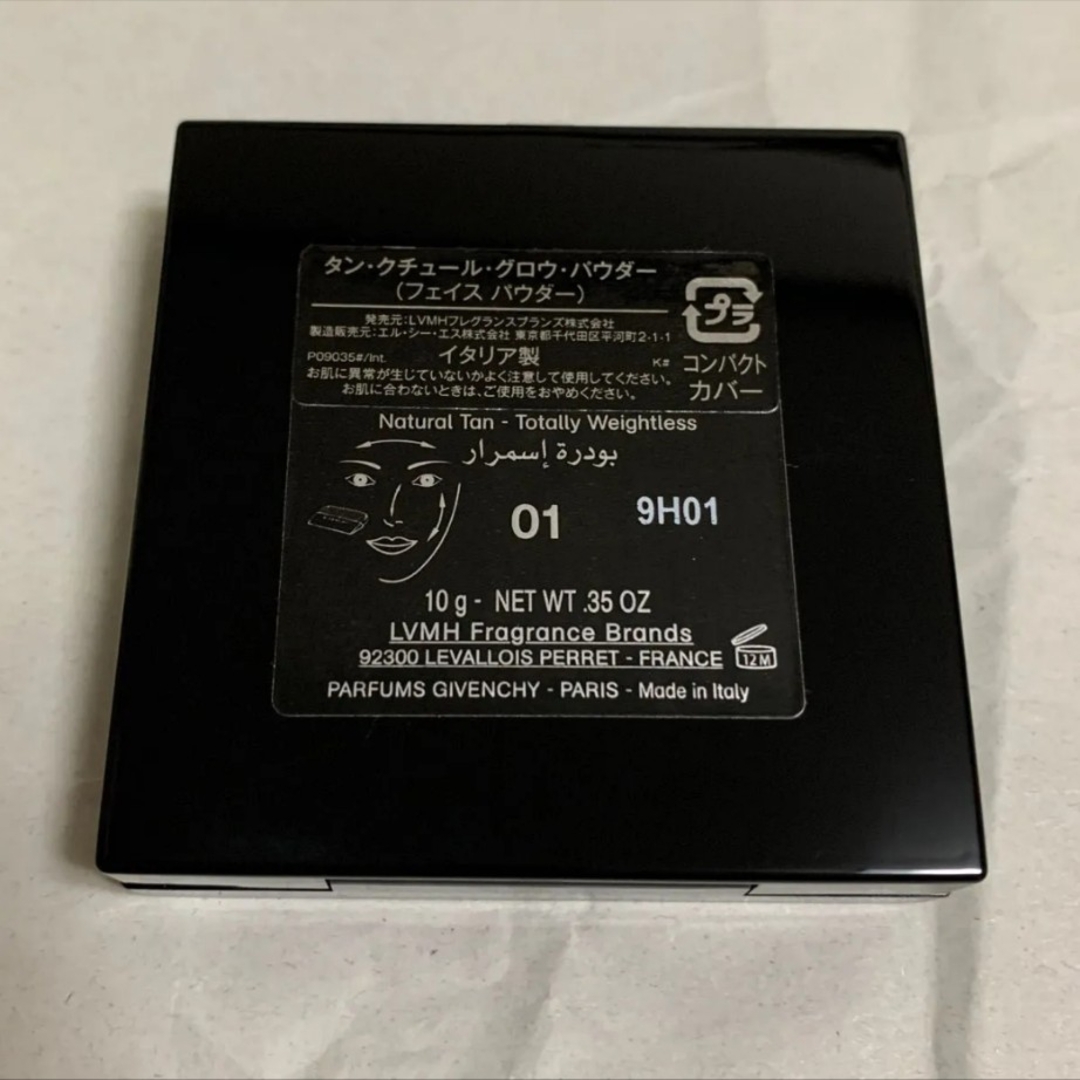 タン・クチュール・グロウ・パウダー
(フェイス パウダー)
プラ
発売元:LVMHフレグランスブランズ株式会社
製造販売元:エル・シー・エス株式会社 東京都千代田区平河町2-1-1
P09035#/Int. イタリア製 K#
コンパクト
カバー
お肌に異常が生じていないかよく注意して使用してください。
お肌に合わないときは、ご使用をおやめください。
Natural Tan - Totally Weightless
بودرة إسمرار
01 9H01
10 g - NET WT .35 OZ
LVMH Fragrance Brands
92300 LEVALLOIS PERRET - FRANCE
12 M
PARFUMS GIVENCHY - PARIS - Made in Italy